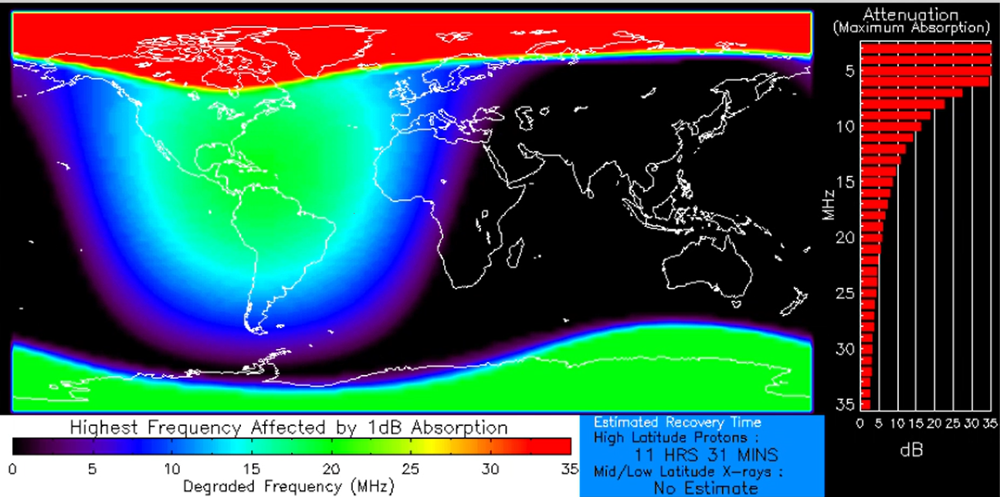 Attenuation
(Maximum Absorption)
5
10
15
20
25
30
35
MHz
0 5 10 15 20 25 30 35
dB
Highest Frequency Affected by 1dB Absorption
0 5 10 15 20 25 30 35
Degraded Frequency (MHz)
Estimated Recovery Time
High Latitude Protons :
11 HRS 31 MINS
Mid/Low Latitude X-rays :
No Estimate